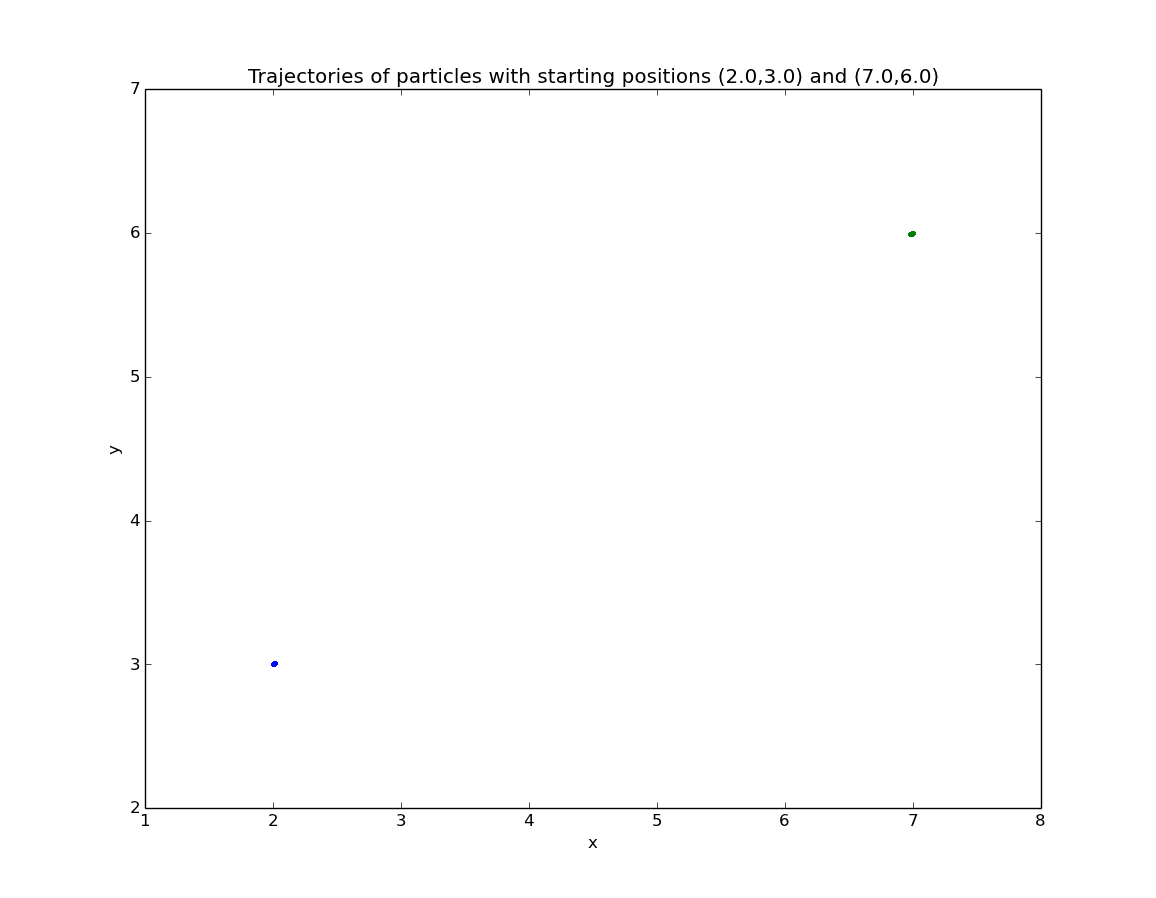 Trajectories of particles with starting positions (2.0,3.0) and (7.0,6.0)
7
6
5
y
4
3
2
1 2 3 4 5 6 7 8
x